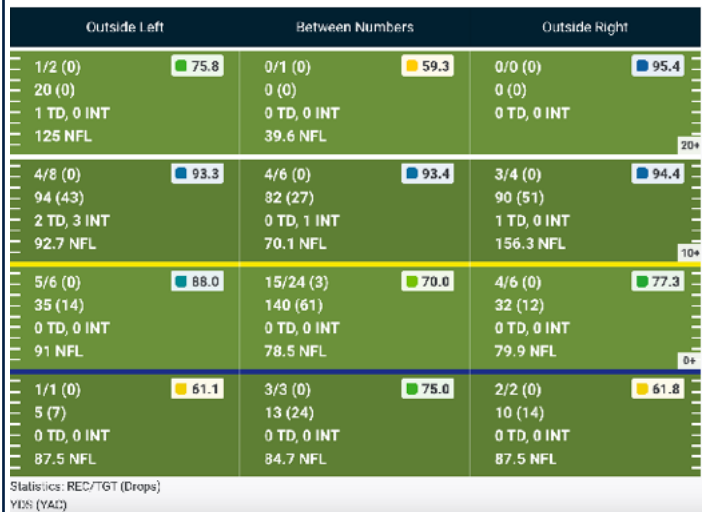 Outside Left Between Numbers Outside Right
1/2 (0) 75.8 0/1 (0) 59.3 0/0 (0) 95.4
20 (0) 0 (0) 0 (0)
1 TD, 0 INT 0 TD, 0 INT 0 TD, 0 INT
125 NFL 39.6 NFL
20+
4/8 (0) 93.3 4/6 (0) 93.4 3/4 (0) 94.4
94 (43) 82 (27) 90 (51)
2 TD, 3 INT 0 TD, 1 INT 1 TD, 0 INT
92.7 NFL 70.1 NFL 156.3 NFL
10+
5/6 (0) 88.0 15/24 (3) 70.0 4/6 (0) 77.3
35 (14) 140 (61) 32 (12)
0 TD, 0 INT 0 TD, 0 INT 0 TD, 0 INT
91 NFL 78.5 NFL 79.9 NFL
0+
1/1 (0) 61.1 3/3 (0) 75.0 2/2 (0) 61.8
5 (7) 13 (24) 10 (14)
0 TD, 0 INT 0 TD, 0 INT 0 TD, 0 INT
87.5 NFL 84.7 NFL 87.5 NFL
Statistics: REC/TGT (Drops)
YDS (YAC)